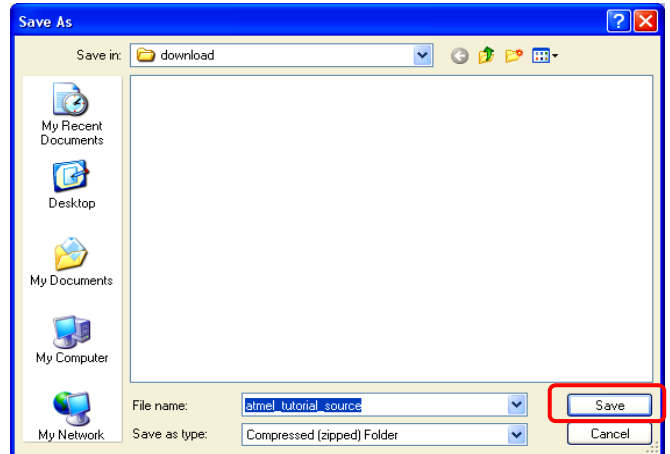 Save As
Save in:
download
My Recent
Documents
Desktop
My Documents
My Computer
My Network
File name:
atmel_tutorial_source
Save
Save as type:
Compressed (zipped) Folder
Cancel